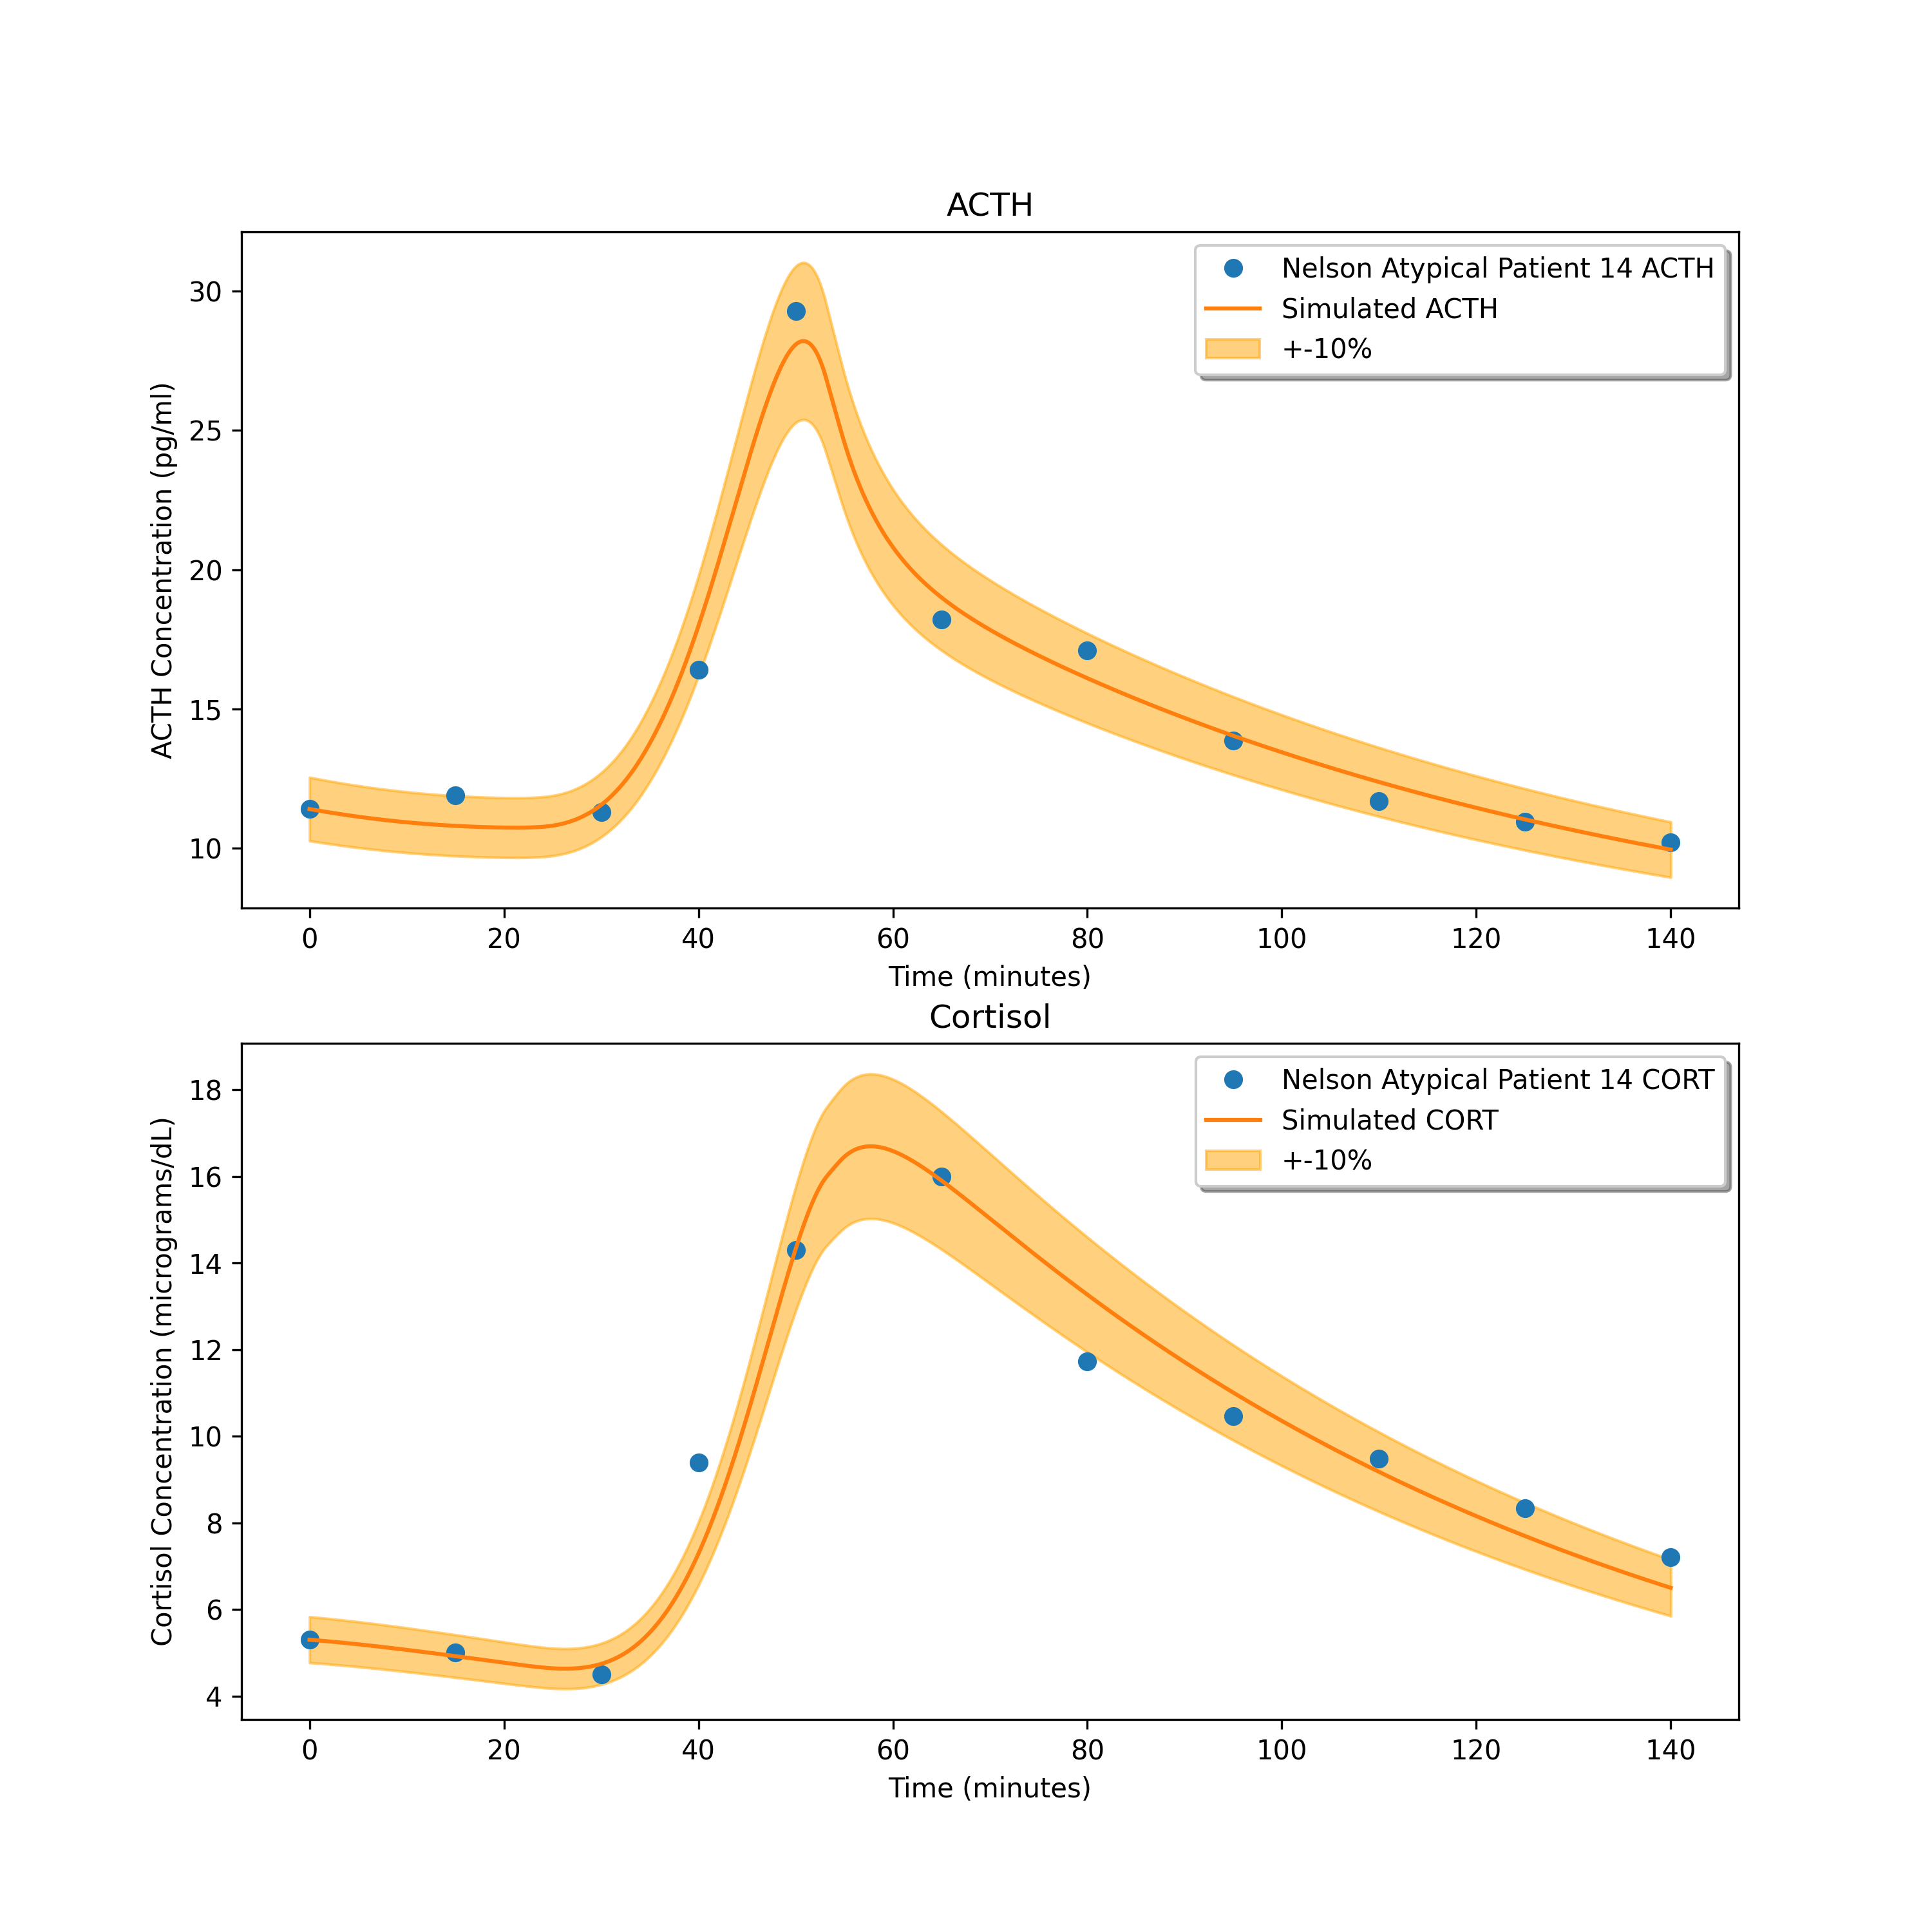 ACTH
Nelson Atypical Patient 14 ACTH
Simulated ACTH
+-10%
ACTH Concentration (pg/ml)
30
25
20
15
10
0 20 40 60 80 100 120 140
Time (minutes)
Cortisol
Nelson Atypical Patient 14 CORT
Simulated CORT
+-10%
Cortisol Concentration (micrograms/dL)
18
16
14
12
10
8
6
4
0 20 40 60 80 100 120 140
Time (minutes)